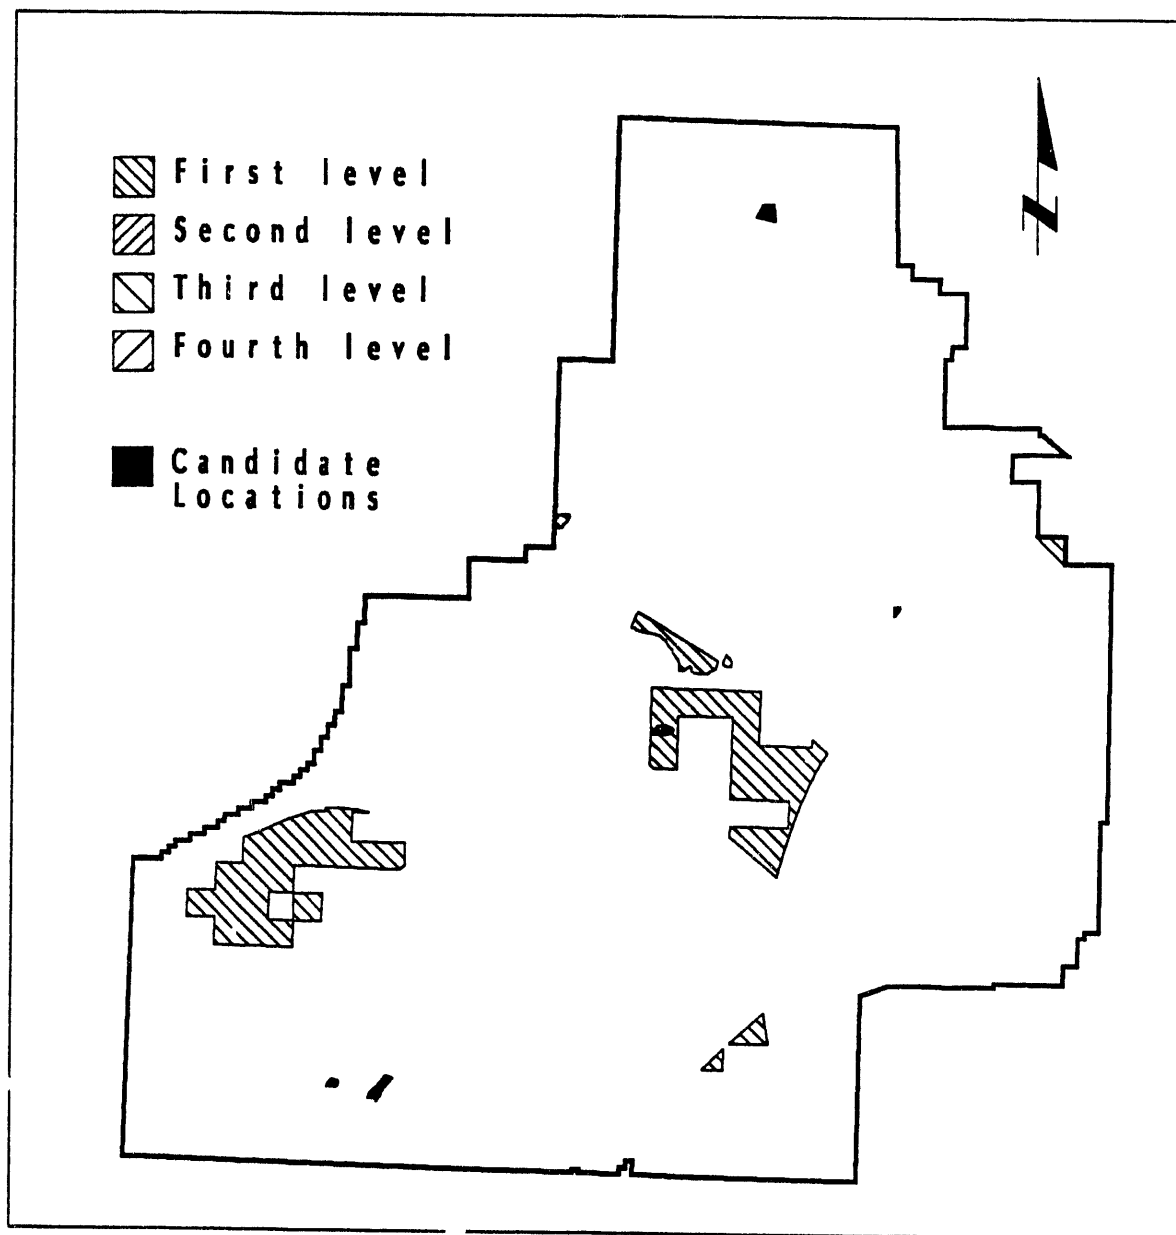 First level
Second level
Third level
Fourth level
Candidate
Locations
N